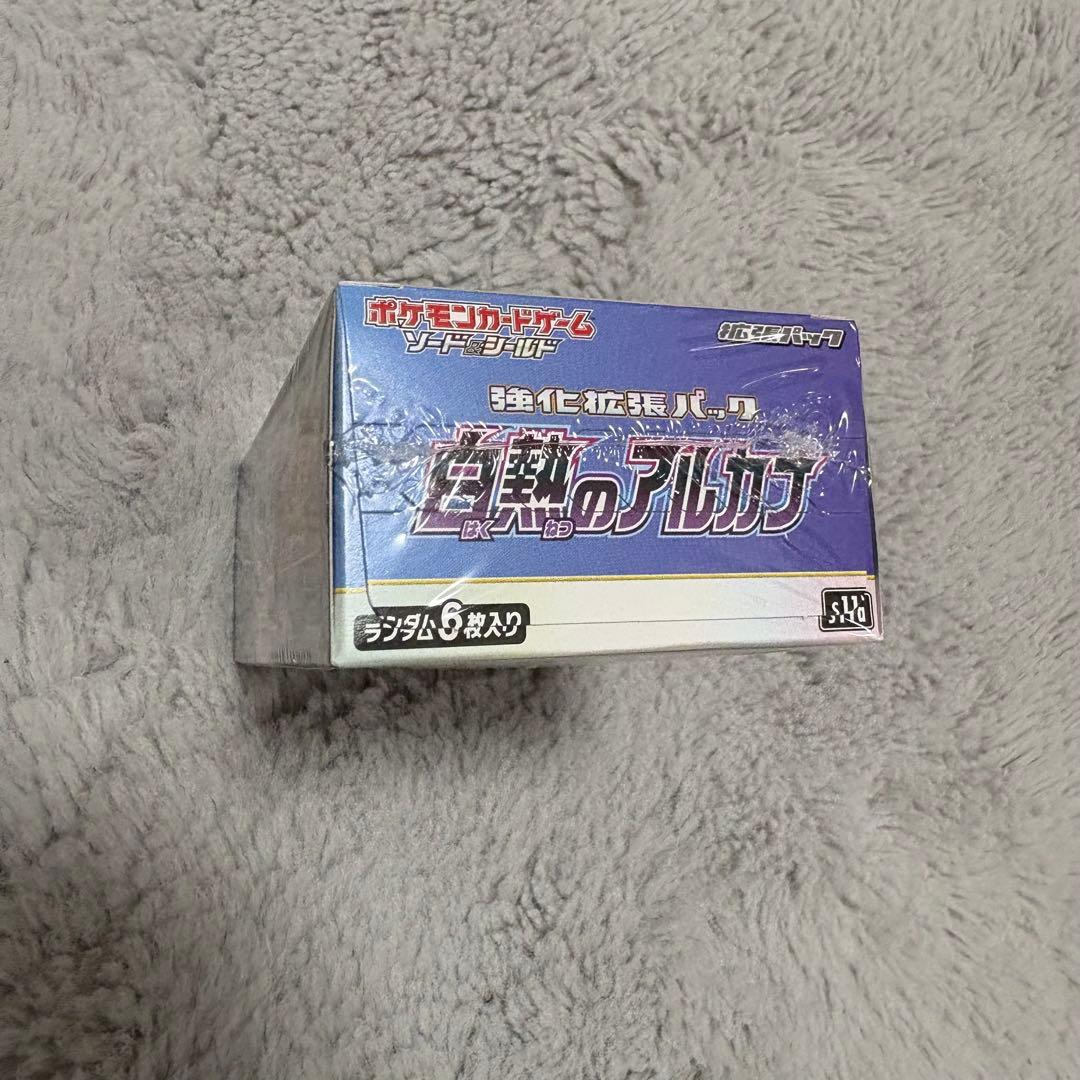 ポケモンカードゲーム
ソード&シールド
拡張パック
強化拡張パック
白熱のアルカナ
はく ねつ
ランダム6枚入り
s11a